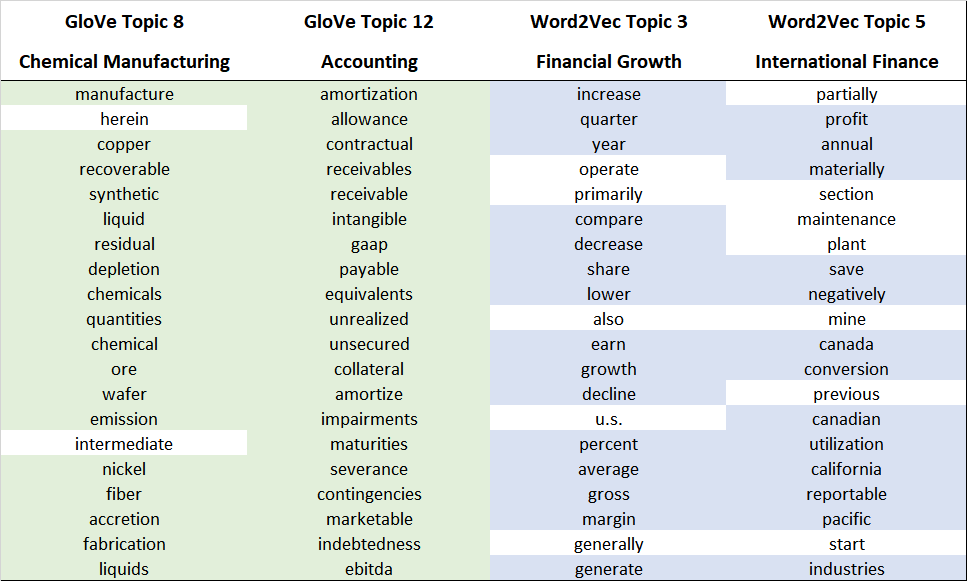 GloVe Topic 8 GloVe Topic 12 Word2Vec Topic 3 Word2Vec Topic 5
Chemical Manufacturing Accounting Financial Growth International Finance
manufacture amortization increase partially
herein allowance quarter profit
copper contractual year annual
recoverable receivables operate materially
synthetic receivable primarily section
liquid intangible compare maintenance
residual gaap decrease plant
depletion payable share save
chemicals equivalents lower negatively
quantities unrealized also mine
chemical unsecured earn canada
ore collateral growth conversion
wafer amortize decline previous
emission impairments u.s. canadian
intermediate maturities percent utilization
nickel severance average california
fiber contingencies gross reportable
accretion marketable margin pacific
fabrication indebtedness generally start
liquids ebitda generate industries